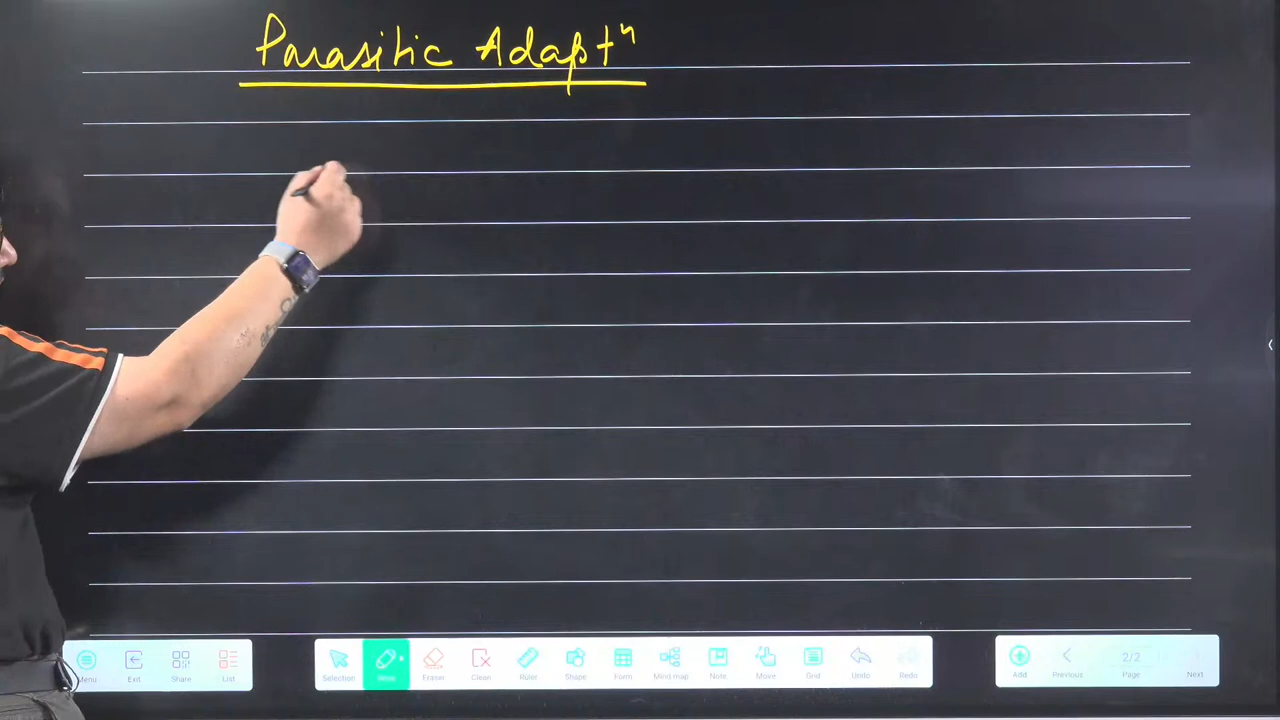 Parasitic Adaptⁿ
Menu Exit Share List Selection Eraser Clean Ruler Shape Form Mind map Note Move Grid Undo Redo Add Previous 2/2 Page Next